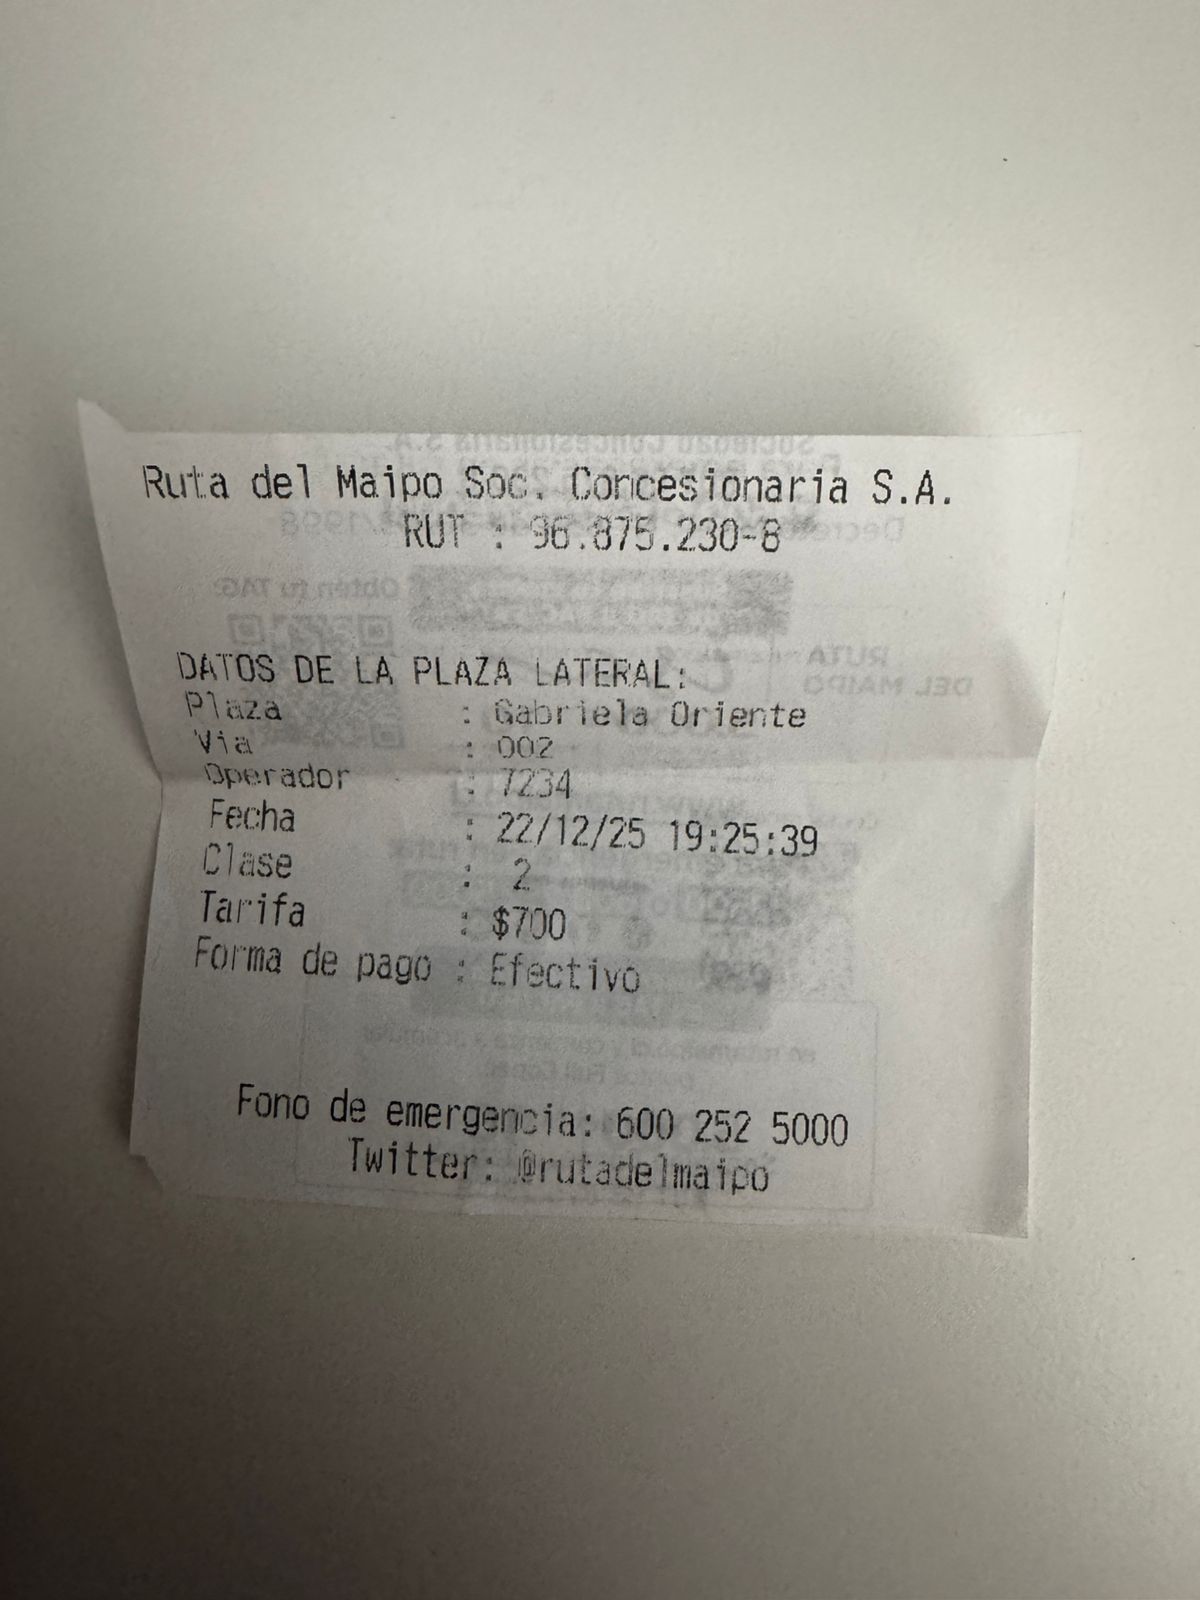 Ruta del Maipo Soc. Concesionaria S.A.
RUT : 96.875.230-8
DATOS DE LA PLAZA LATERAL:
Plaza : Gabriela Oriente
Via : 002
Operador : 7234
Fecha : 22/12/25 19:25:39
Clase : 2
Tarifa : $700
Forma de pago : Efectivo
Fono de emergencia: 600 252 5000
Twitter: @rutadelmaipo